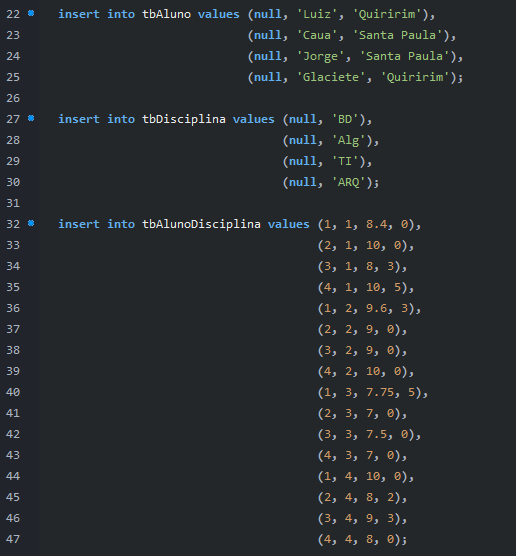 22 insert into tbAluno values (null, 'Luiz', 'Quiririm'),
23 (null, 'Caua', 'Santa Paula'),
24 (null, 'Jorge', 'Santa Paula'),
25 (null, 'Glaciete', 'Quiririm');
26
27 insert into tbDisciplina values (null, 'BD'),
28 (null, 'Alg'),
29 (null, 'TI'),
30 (null, 'ARQ');
31
32 insert into tbAlunoDisciplina values (1, 1, 8.4, 0),
33 (2, 1, 10, 0),
34 (3, 1, 8, 3),
35 (4, 1, 10, 5),
36 (1, 2, 9.6, 3),
37 (2, 2, 9, 0),
38 (3, 2, 9, 0),
39 (4, 2, 10, 0),
40 (1, 3, 7.75, 5),
41 (2, 3, 7, 0),
42 (3, 3, 7.5, 0),
43 (4, 3, 7, 0),
44 (1, 4, 10, 0),
45 (2, 4, 8, 2),
46 (3, 4, 9, 3),
47 (4, 4, 8, 0);